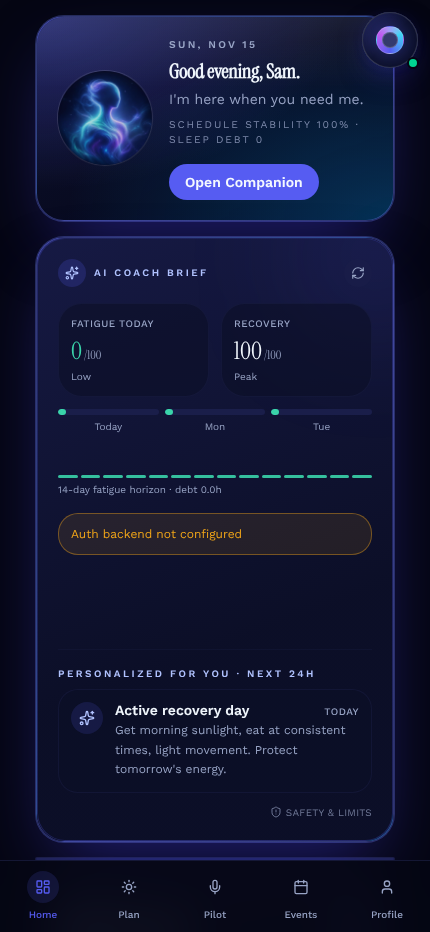 SUN, NOV 15
Good evening, Sam.
I'm here when you need me.
SCHEDULE STABILITY 100% ·
SLEEP DEBT 0
Open Companion
AI COACH BRIEF
FATIGUE TODAY
0 /100
Low
RECOVERY
100 /100
Peak
Today
Mon
Tue
14-day fatigue horizon · debt 0.0h
Auth backend not configured
PERSONALIZED FOR YOU · NEXT 24H
Active recovery day
TODAY
Get morning sunlight, eat at consistent
times, light movement. Protect
tomorrow's energy.
SAFETY & LIMITS
Home
Plan
Pilot
Events
Profile